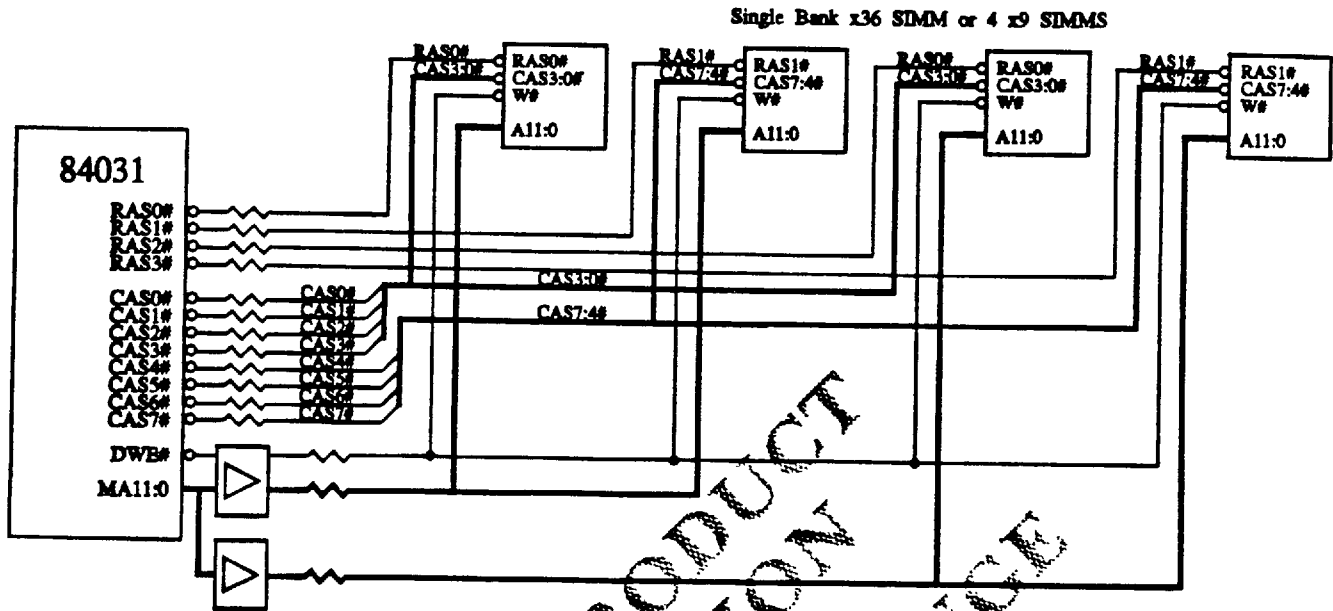 Single Bank x36 SIMM or 4 x9 SIMMS
RAS0#
CAS3:0#
RAS0#
CAS3:0#
W#
A11:0
RAS1#
CAS7:4#
RAS1#
CAS7:4#
W#
A11:0
RAS0#
CAS3:0#
RAS0#
CAS3:0#
W#
A11:0
RAS1#
CAS7:4#
RAS1#
CAS7:4#
W#
A11:0
84031
RAS0#
RAS1#
RAS2#
RAS3#
CAS0#
CAS1#
CAS2#
CAS3#
CAS4#
CAS5#
CAS6#
CAS7#
DWE#
MA11:0
CAS0#
CAS1#
CAS2#
CAS3#
CAS4#
CAS5#
CAS6#
CAS7#
CAS3:0#
CAS7:4#